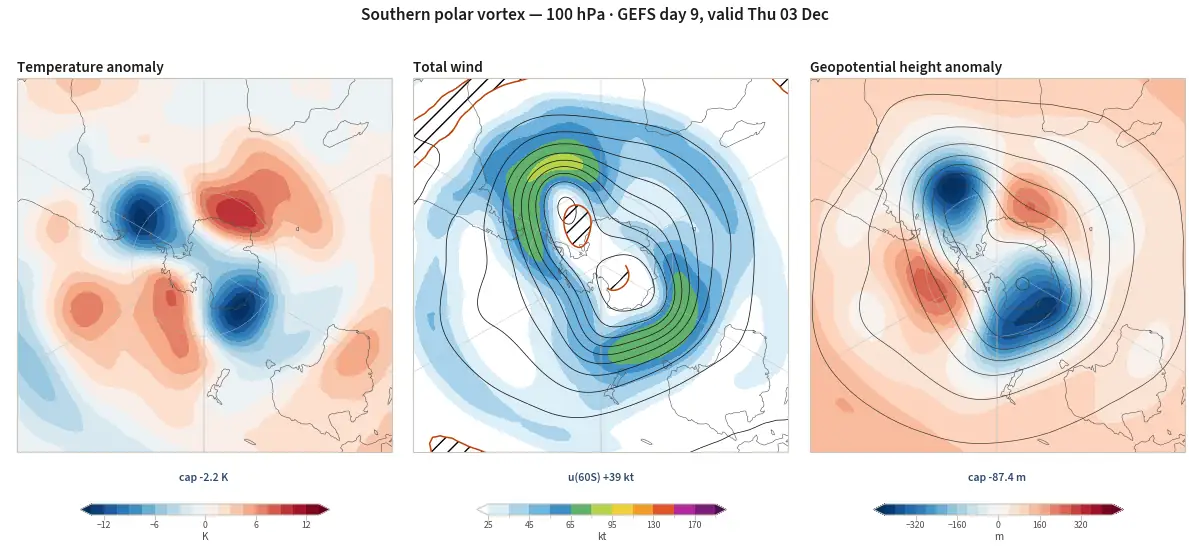 Southern polar vortex — 100 hPa · GEFS day 9, valid Thu 03 Dec
Temperature anomaly
Total wind
Geopotential height anomaly
cap -2.2 K
u(60S) +39 kt
cap -87.4 m
−12 −6 0 6 12
K
25 45 65 95 130 170
kt
−320 −160 0 160 320
m